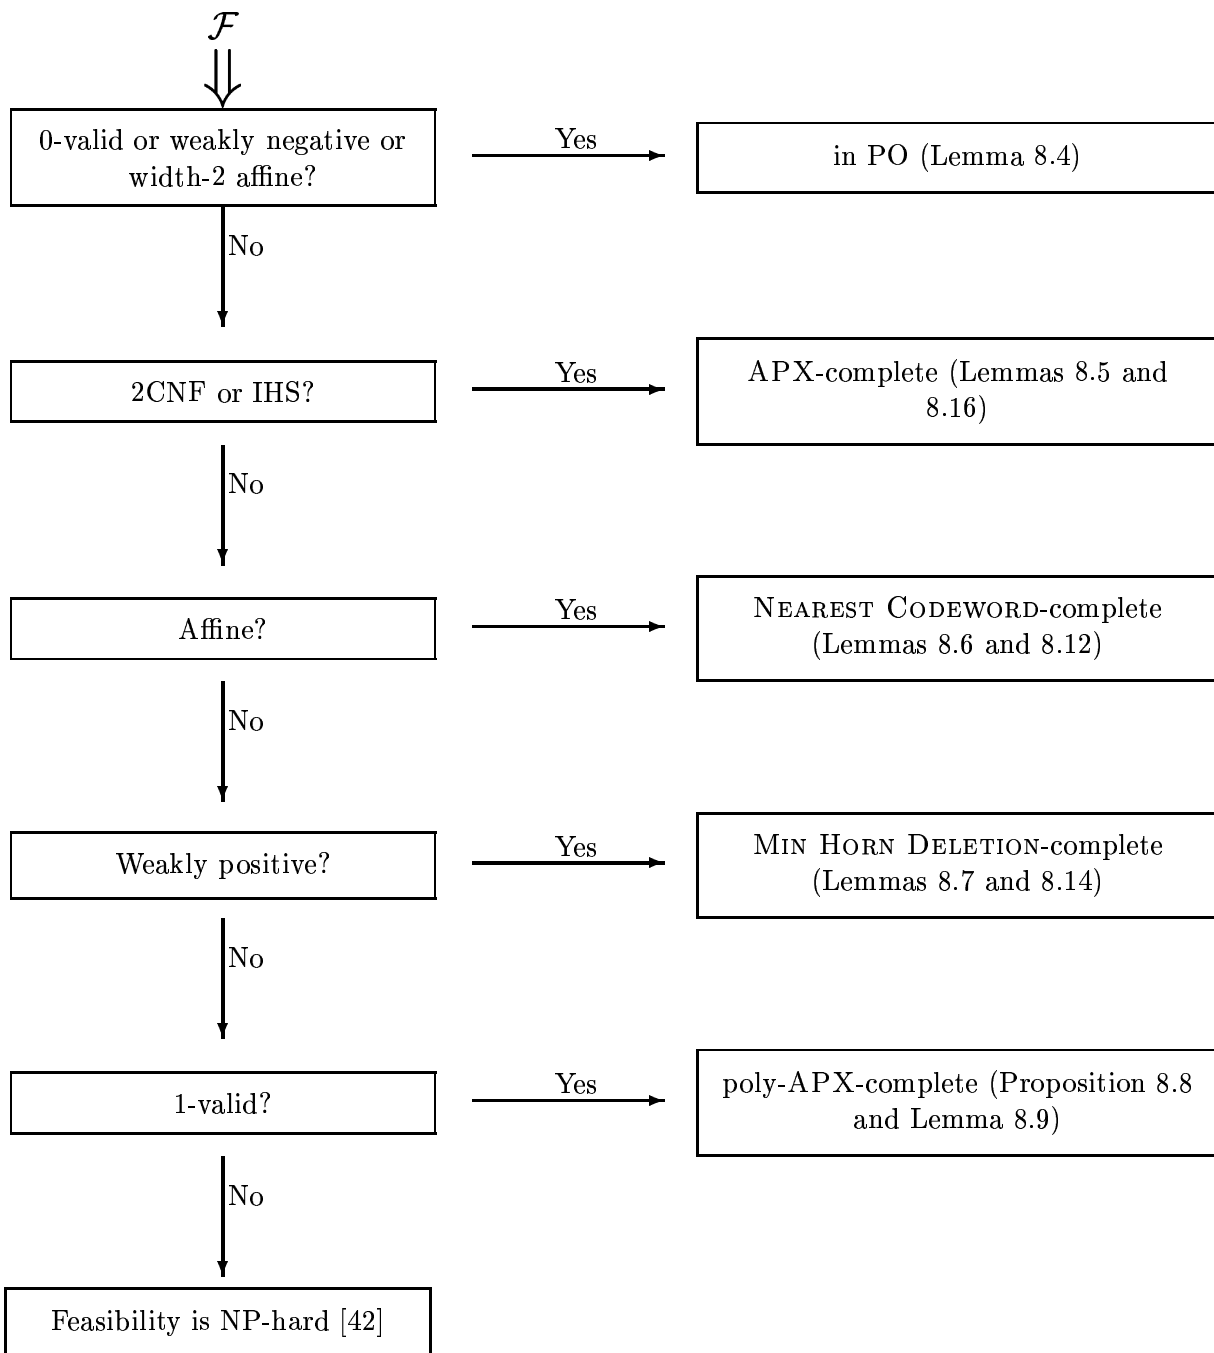 ℱ
0-valid or weakly negative or
width-2 affine?
Yes
in PO (Lemma 8.4)
No
2CNF or IHS?
Yes
APX-complete (Lemmas 8.5 and
8.16)
No
Affine?
Yes
NEAREST CODEWORD-complete
(Lemmas 8.6 and 8.12)
No
Weakly positive?
Yes
MIN HORN DELETION-complete
(Lemmas 8.7 and 8.14)
No
1-valid?
Yes
poly-APX-complete (Proposition 8.8
and Lemma 8.9)
No
Feasibility is NP-hard [42]